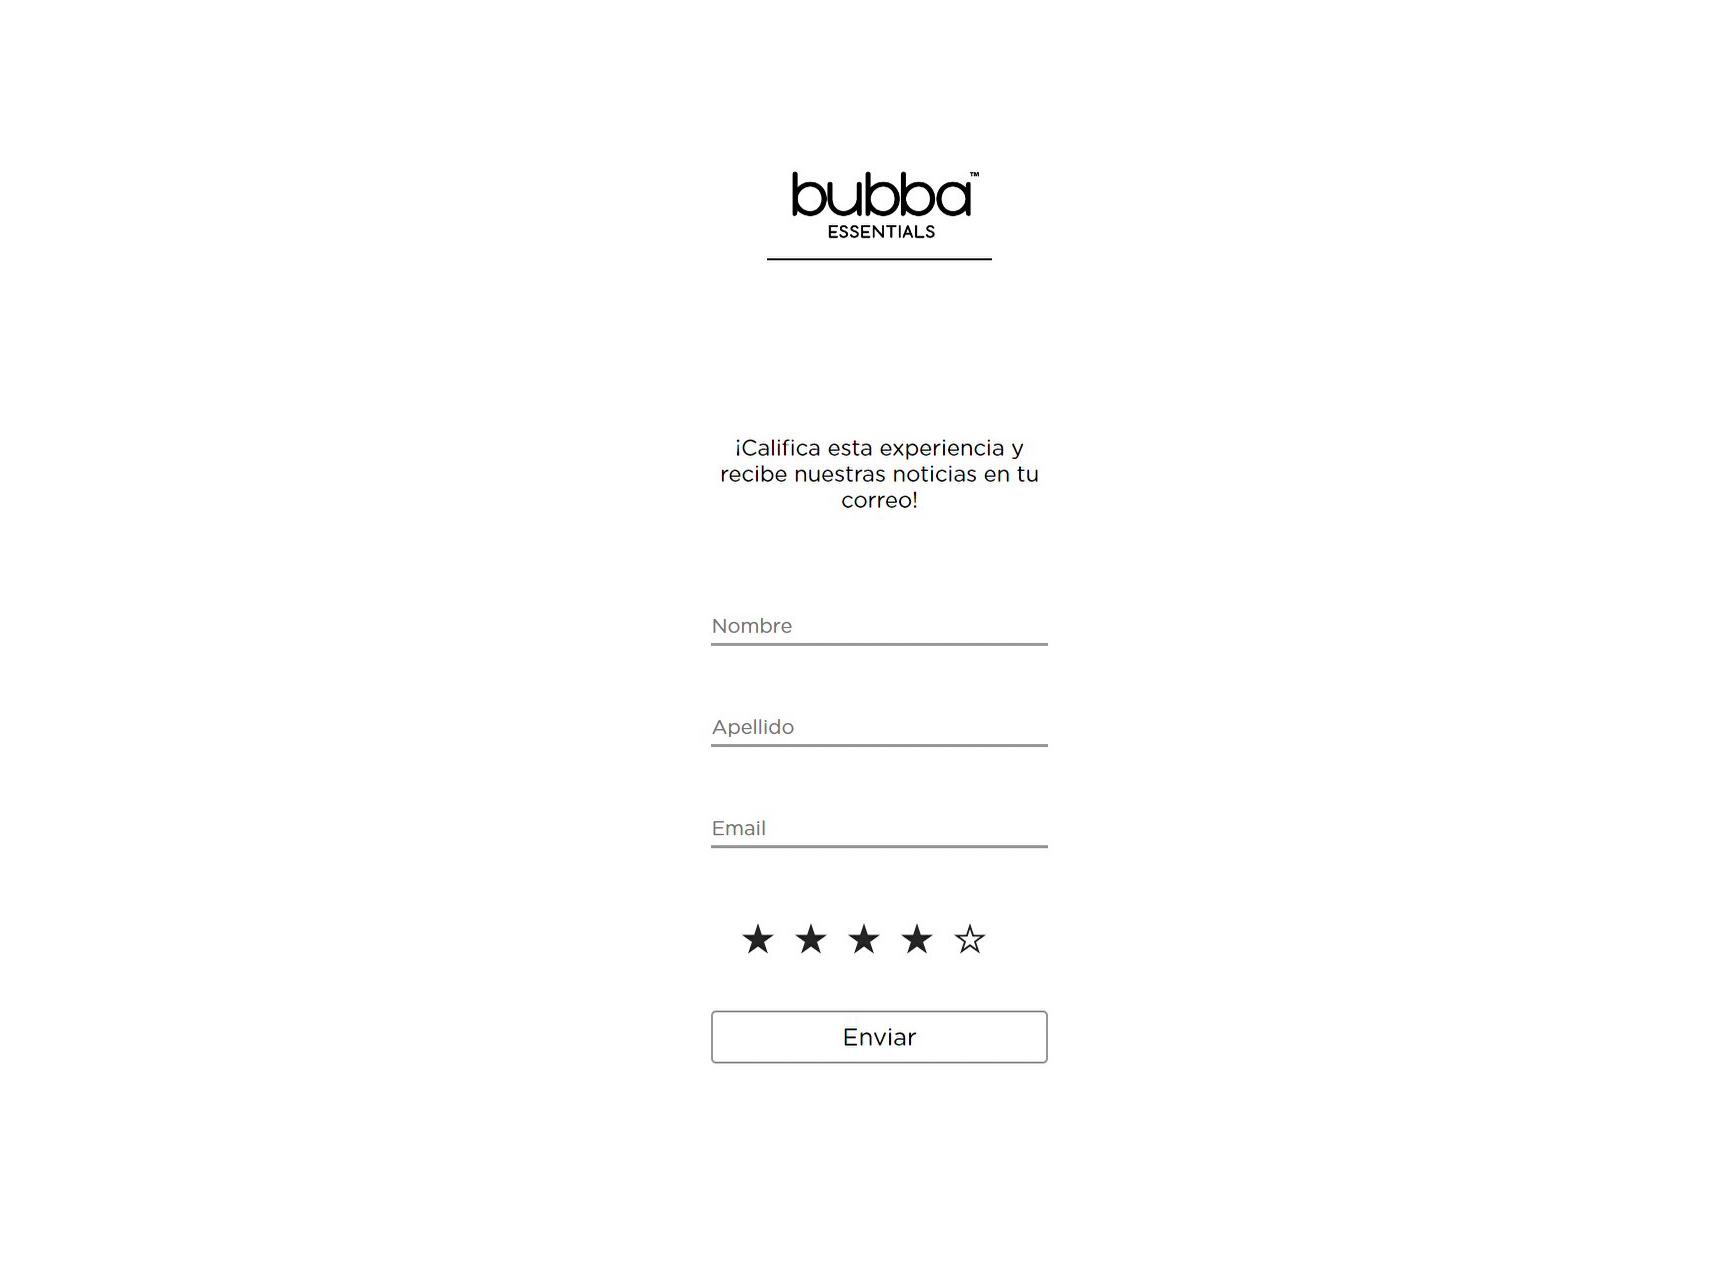 bubba™
ESSENTIALS
¡Califica esta experiencia y
recibe nuestras noticias en tu
correo!
Nombre
Apellido
Email
Enviar